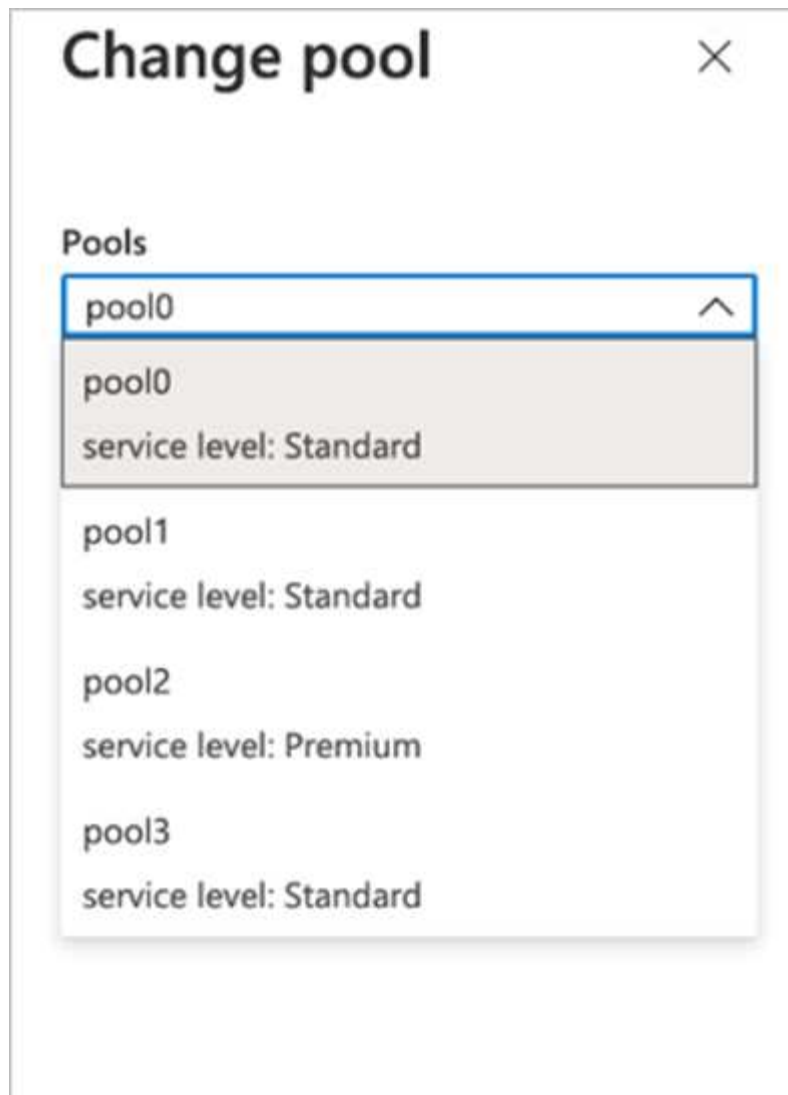 Change pool
Pools
pool0
pool0
service level: Standard
pool1
service level: Standard
pool2
service level: Premium
pool3
service level: Standard